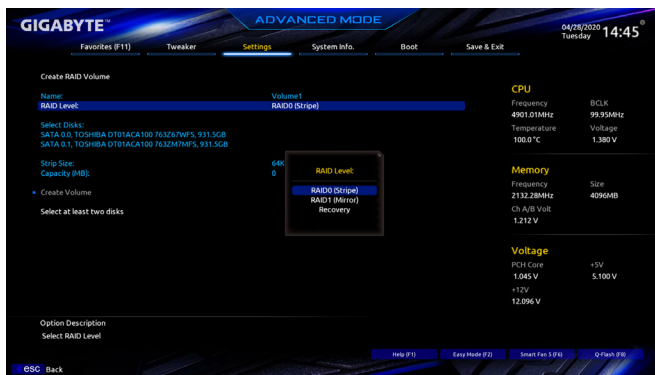 GIGABYTE™
ADVANCED MODE
04/28/2020 14:45
Tuesday
Favorites (F11) Tweaker Settings System Info. Boot Save & Exit
Create RAID Volume
Name: Volume1
RAID Level: RAID0 (Stripe)
Select Disks:
SATA 0.0, TOSHIBA DT01ACA100 763Z67WFS, 931.5GB
SATA 0.1, TOSHIBA DT01ACA100 763ZM7MFS, 931.5GB
Strip Size: 64K
Capacity (MB): 0
Create Volume
Select at least two disks
RAID Level:
RAID0 (Stripe)
RAID1 (Mirror)
Recovery
CPU
Frequency BCLK
4901.01MHz 99.95MHz
Temperature Voltage
100.0 °C 1.380 V
Memory
Frequency Size
2132.28MHz 4096MB
Ch A/B Volt
1.212 V
Voltage
PCH Core +5V
1.045 V 5.100 V
+12V
12.096 V
Option Description
Select RAID Level
Help (F1) Easy Mode (F2) Smart Fan 5 (F6) Q-Flash (F8)
esc Back